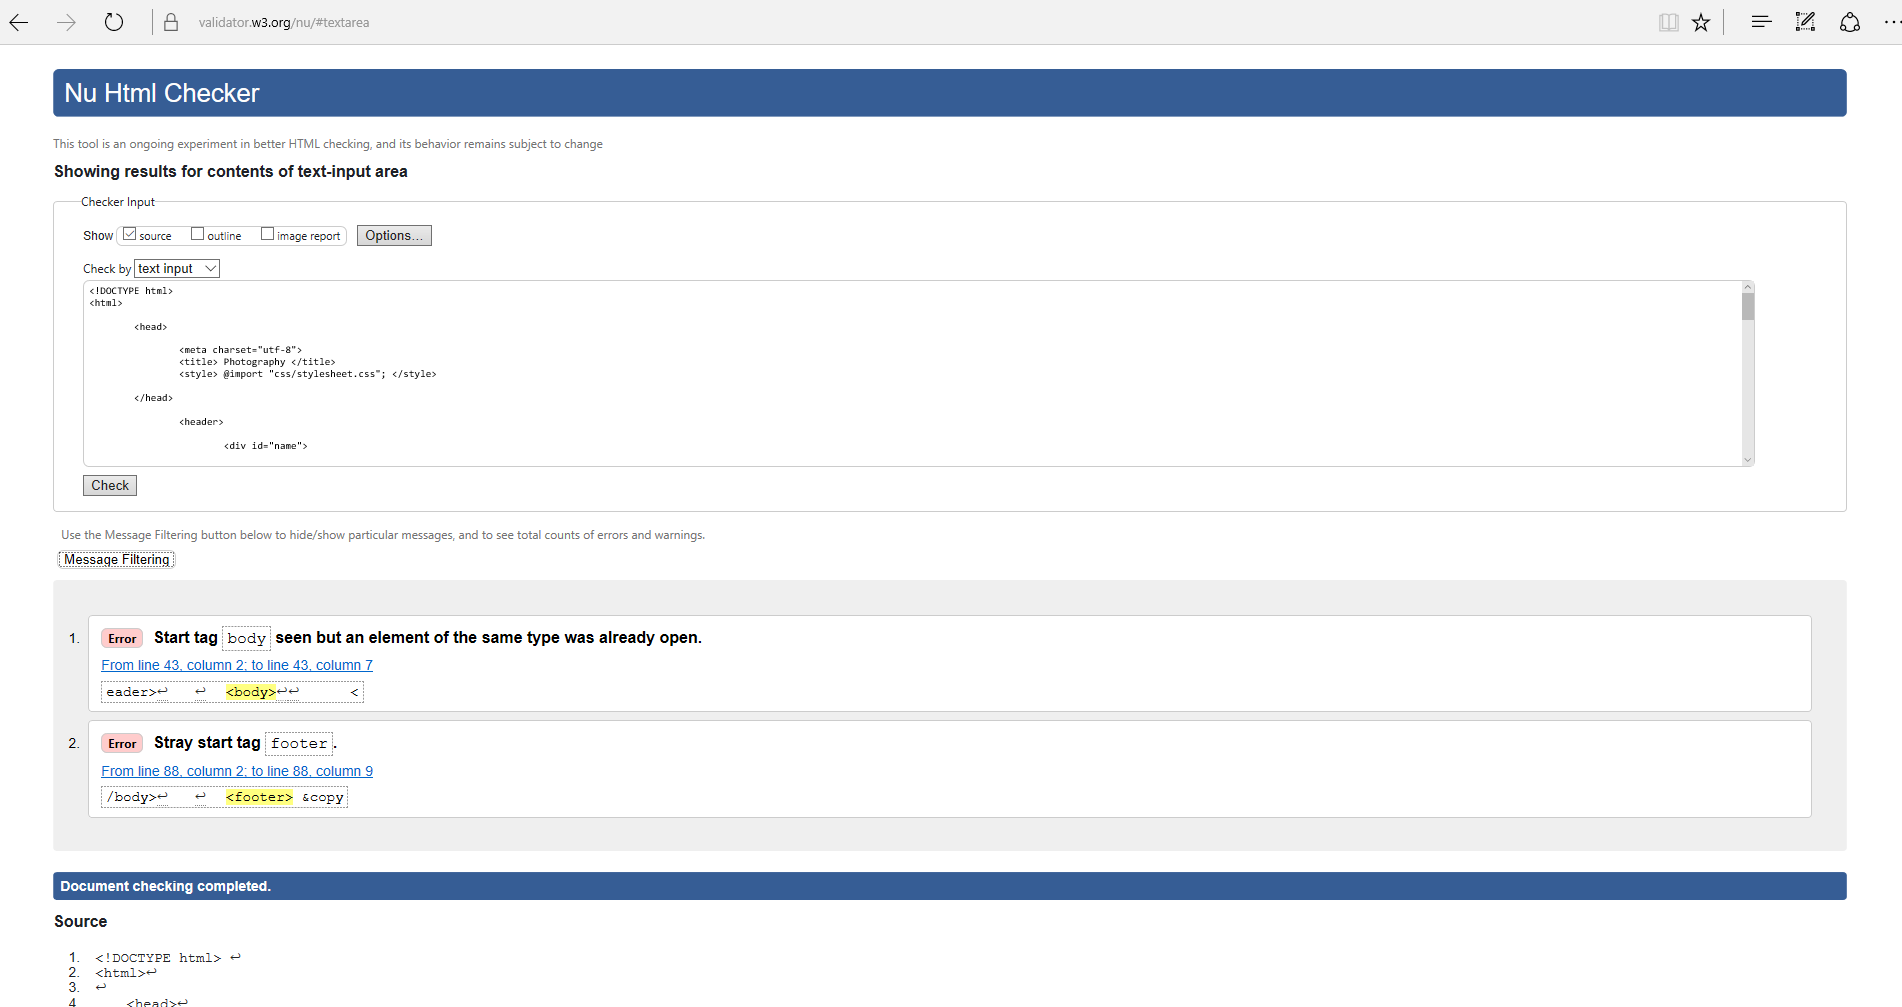 validator.w3.org/nu/#textarea
Nu Html Checker
This tool is an ongoing experiment in better HTML checking, and its behavior remains subject to change
Showing results for contents of text-input area
Checker Input
Show source outline image report Options...
Check by text input
<!DOCTYPE html>
<html>
<head>
<meta charset="utf-8">
<title> Photography </title>
<style> @import "css/stylesheet.css"; </style>
</head>
<header>
<div id="name">
Check
Use the Message Filtering button below to hide/show particular messages, and to see total counts of errors and warnings.
Message Filtering
1. Error Start tag body seen but an element of the same type was already open.
From line 43, column 2; to line 43, column 7
eader>↩ ↩ <body>↩↩ <
2. Error Stray start tag footer.
From line 88, column 2; to line 88, column 9
/body>↩ ↩ <footer> &copy
Document checking completed.
Source
1. <!DOCTYPE html> ↩
2. <html>↩
3. ↩
4 <head>↩